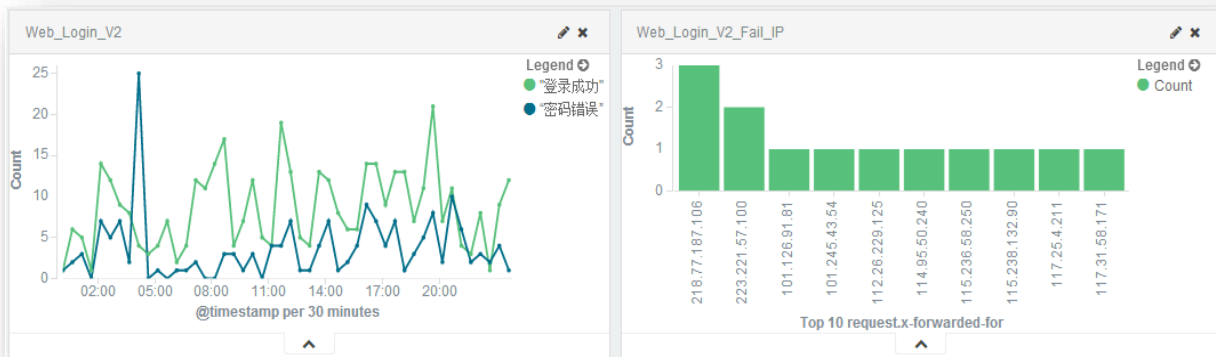 Web_Login_V2
Legend
"登录成功"
"密码错误"
25
20
15
10
5
0
Count
02:00 05:00 08:00 11:00 14:00 17:00 20:00
@timestamp per 30 minutes
Web_Login_V2_Fail_IP
Legend
Count
3
2
1
0
Count
218.77.187.106
223.221.57.100
101.126.91.81
101.245.43.54
112.26.229.125
114.95.50.240
115.236.58.250
115.238.132.90
117.25.4.211
117.31.58.171
Top 10 request.x-forwarded-for